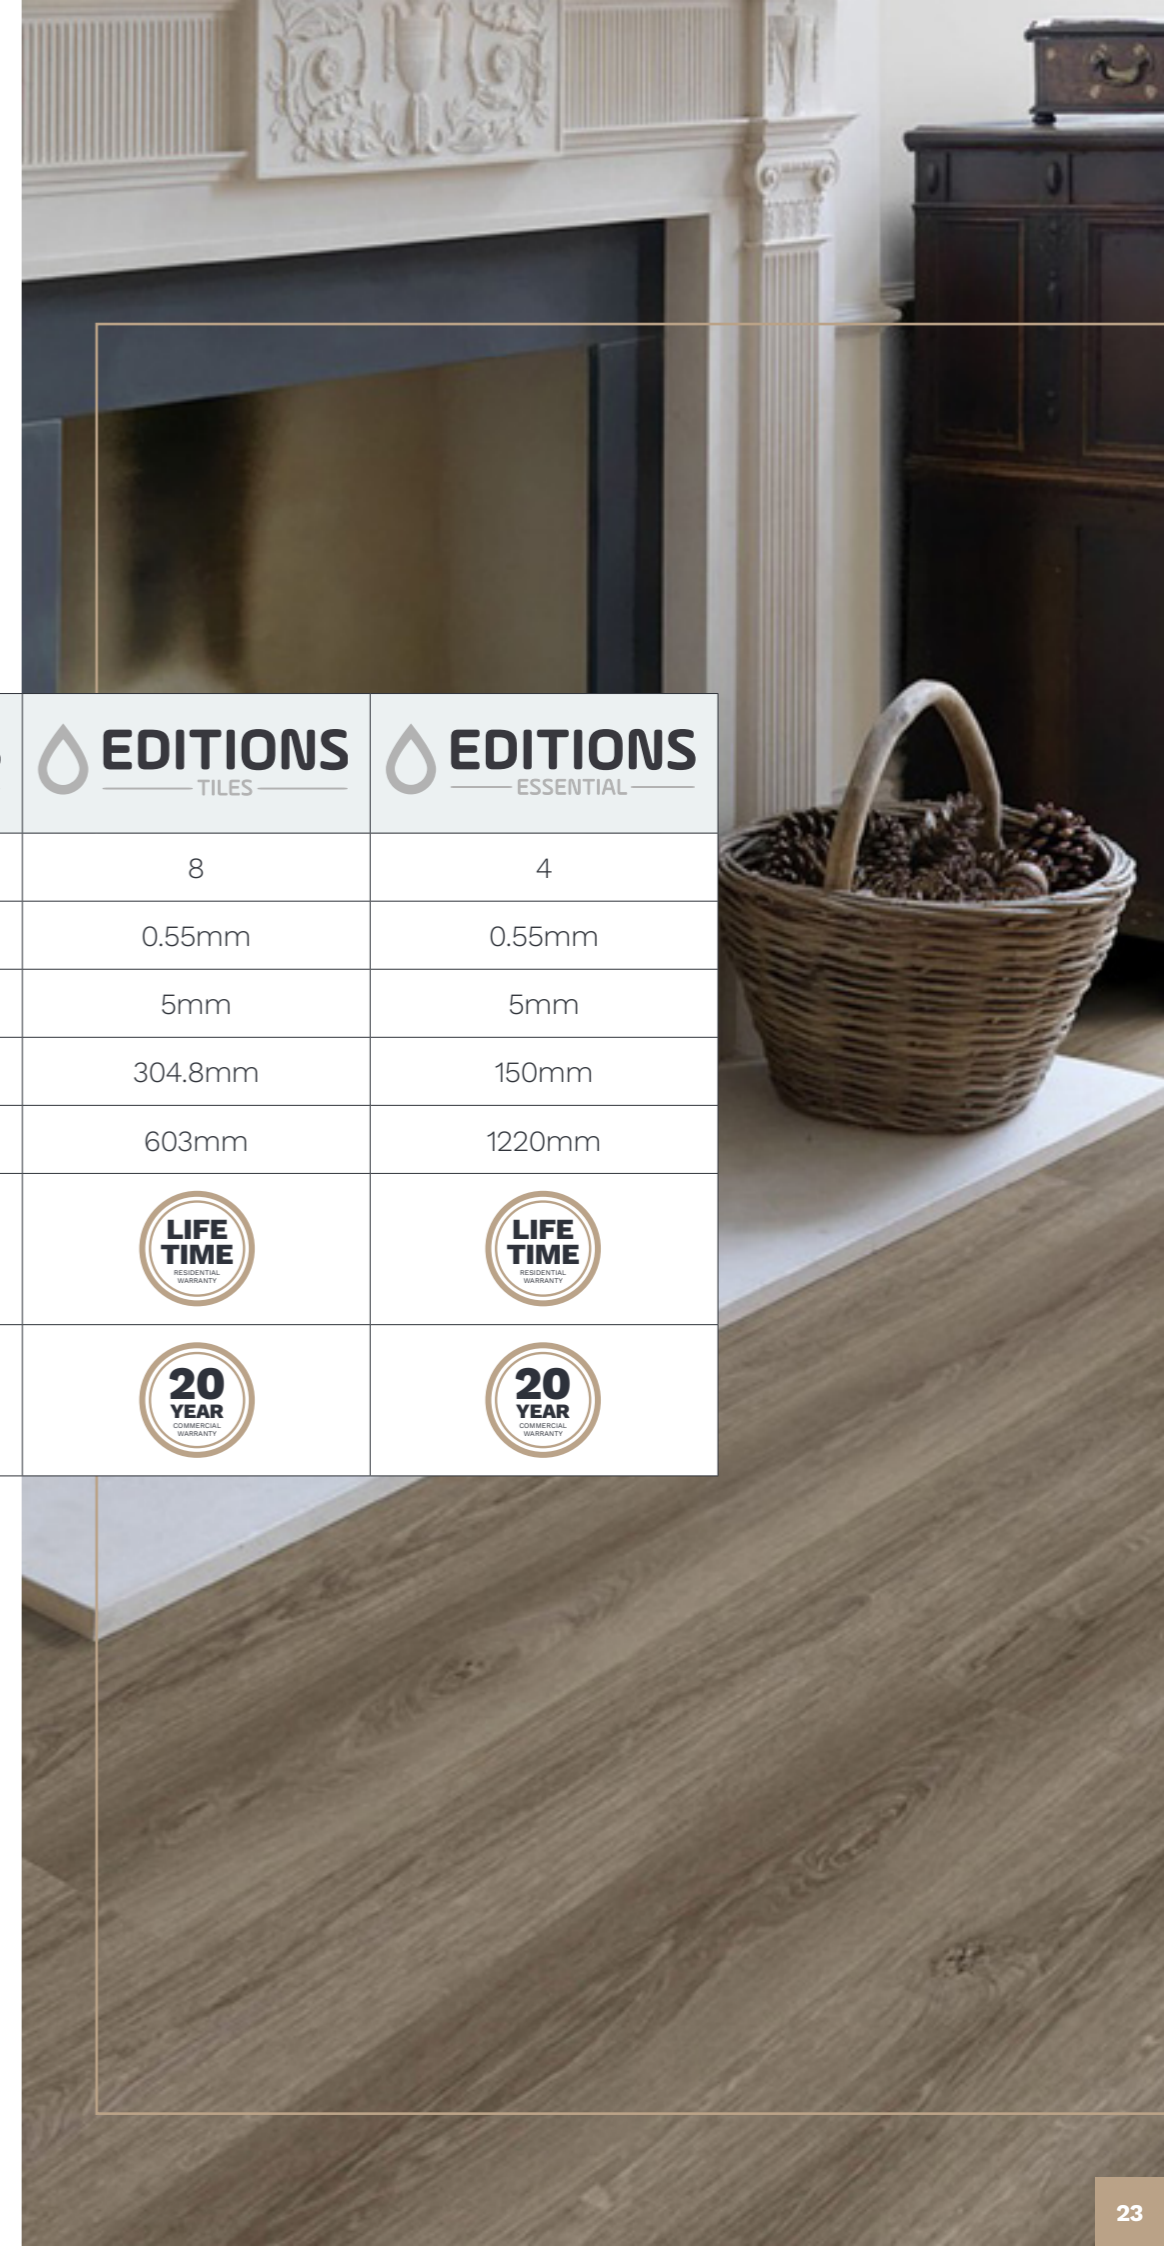 EDITIONS
TILES
EDITIONS
ESSENTIAL
8
4
0.55mm
0.55mm
5mm
5mm
304.8mm
150mm
603mm
1220mm
LIFE
TIME
RESIDENTIAL
WARRANTY
LIFE
TIME
RESIDENTIAL
WARRANTY
20
YEAR
COMMERCIAL
WARRANTY
20
YEAR
COMMERCIAL
WARRANTY
23